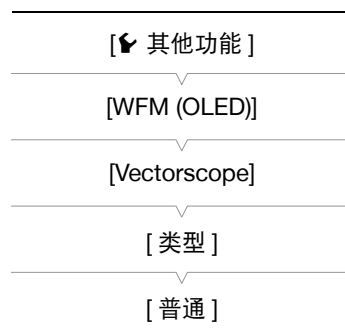 [ 其他功能 ]
[WFM (OLED)]
[Vectorscope]
[ 类型 ]
[ 普通 ]